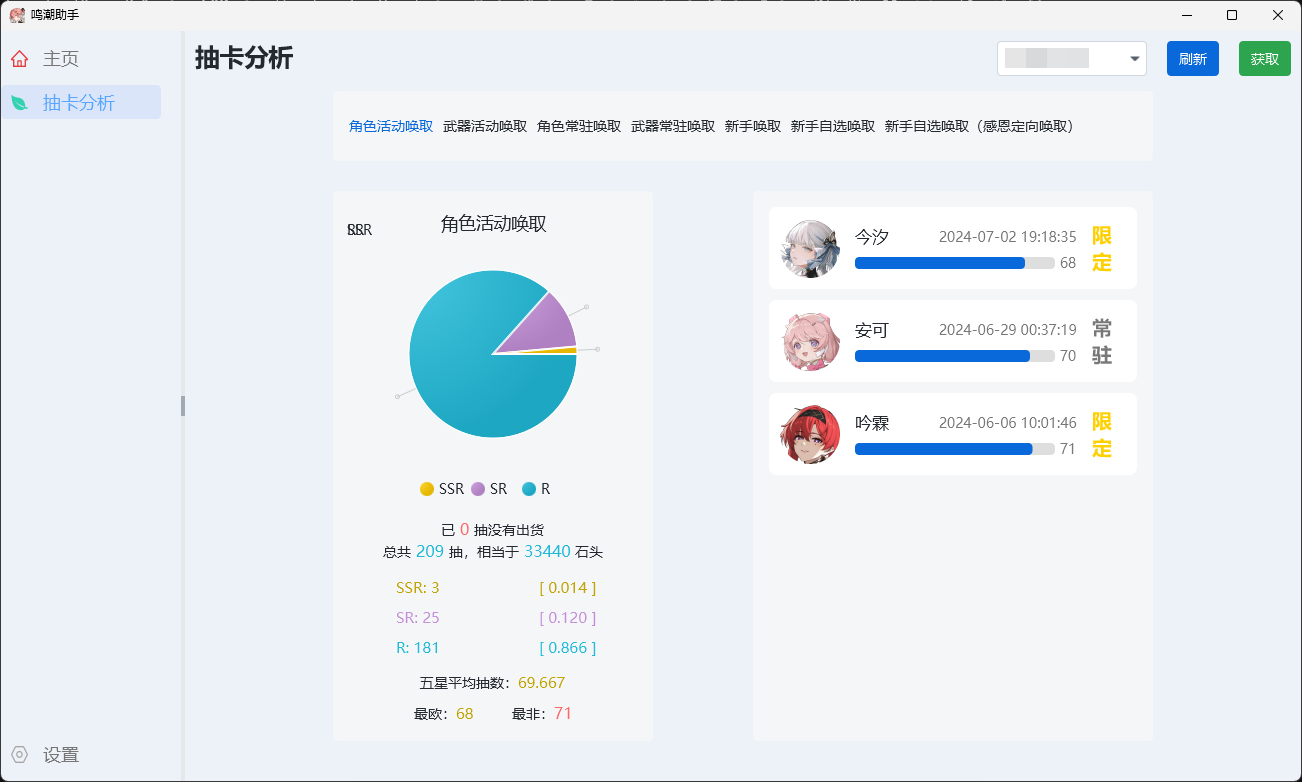 鸣潮助手
主页
抽卡分析
设置
抽卡分析
刷新
获取
角色活动唤取 武器活动唤取 角色常驻唤取 武器常驻唤取 新手唤取 新手自选唤取 新手自选唤取（感恩定向唤取）
角色活动唤取
SSR SR R
已 0 抽没有出货
总共 209 抽，相当于 33440 石头
SSR: 3 [ 0.014 ]
SR: 25 [ 0.120 ]
R: 181 [ 0.866 ]
五星平均抽数：69.667
最欧：68 最非：71
今汐 2024-07-02 19:18:35
68
限
定
安可 2024-06-29 00:37:19
70
常
驻
吟霖 2024-06-06 10:01:46
71
限
定